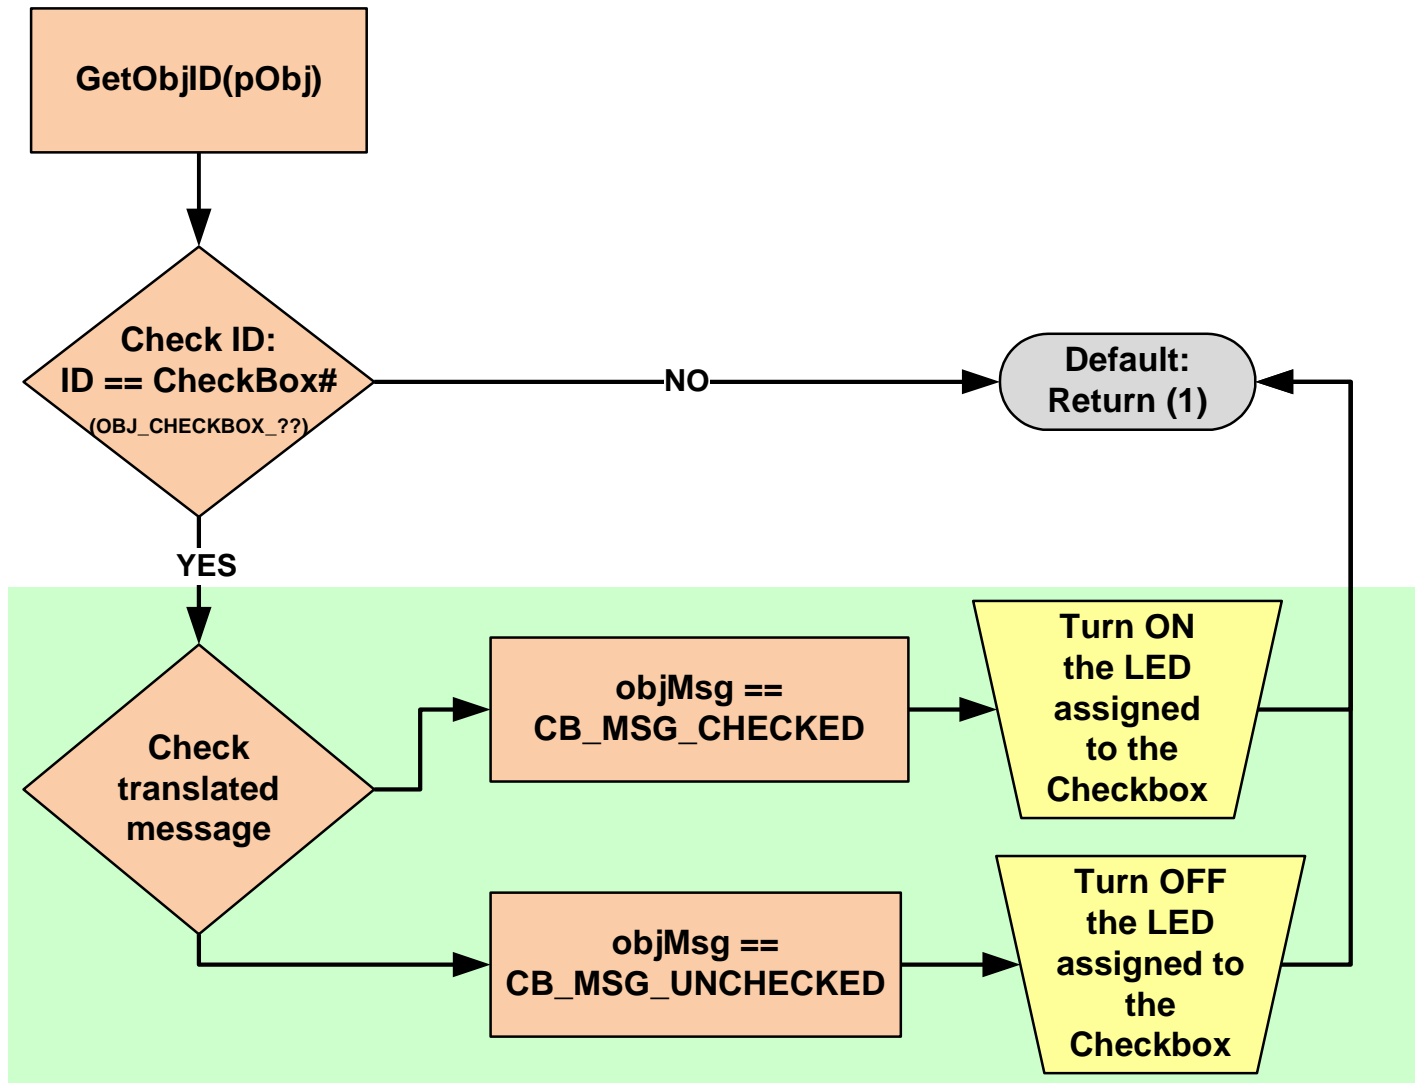 GetObjID(pObj)
Check ID:
ID == CheckBox#
(OBJ_CHECKBOX_??)
NO
Default:
Return (1)
YES
Check
translated
message
objMsg ==
CB_MSG_CHECKED
Turn ON
the LED
assigned
to the
Checkbox
objMsg ==
CB_MSG_UNCHECKED
Turn OFF
the LED
assigned to
the
Checkbox